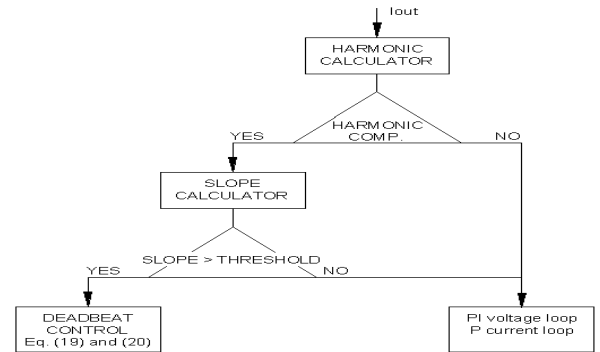 Iout
HARMONIC
CALCULATOR
HARMONIC
COMP.
YES
NO
SLOPE
CALCULATOR
SLOPE > THRESHOLD
YES
NO
DEADBEAT
CONTROL
Eq. (19) and (20)
PI voltage loop
P current loop